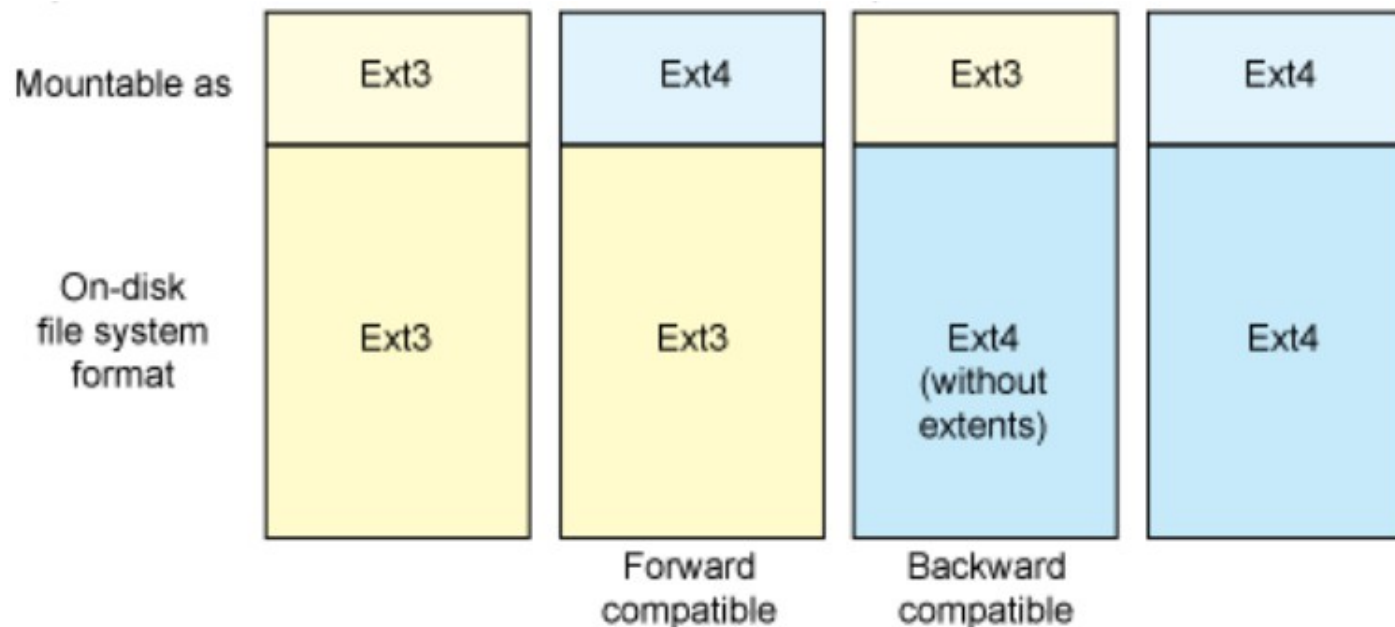 Mountable as
Ext3
Ext4
Ext3
Ext4
On-disk
file system
format
Ext3
Ext3
Ext4
(without
extents)
Ext4
Forward
compatible
Backward
compatible